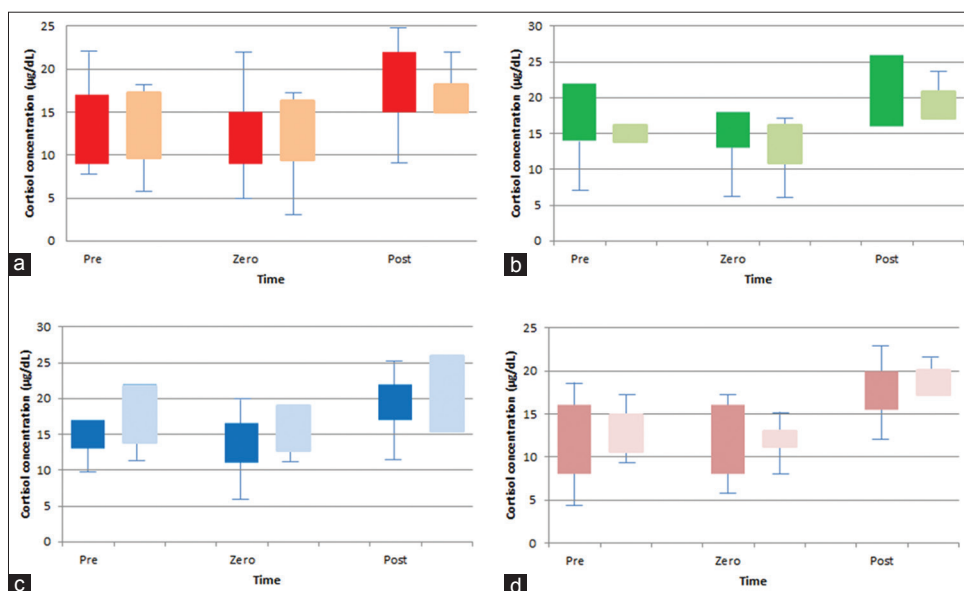 Cortisol concentration (µg/dL)
25
20
15
10
5
0
Pre
Zero
Post
Time
a
Cortisol concentration (µg/dL)
30
25
20
15
10
5
0
Pre
Zero
Post
Time
b
Cortisol concentration (µg/dL)
30
25
20
15
10
5
0
Pre
Zero
Post
Time
c
Cortisol concentration (µg/dL)
25
20
15
10
5
0
Pre
Zero
Post
Time
d